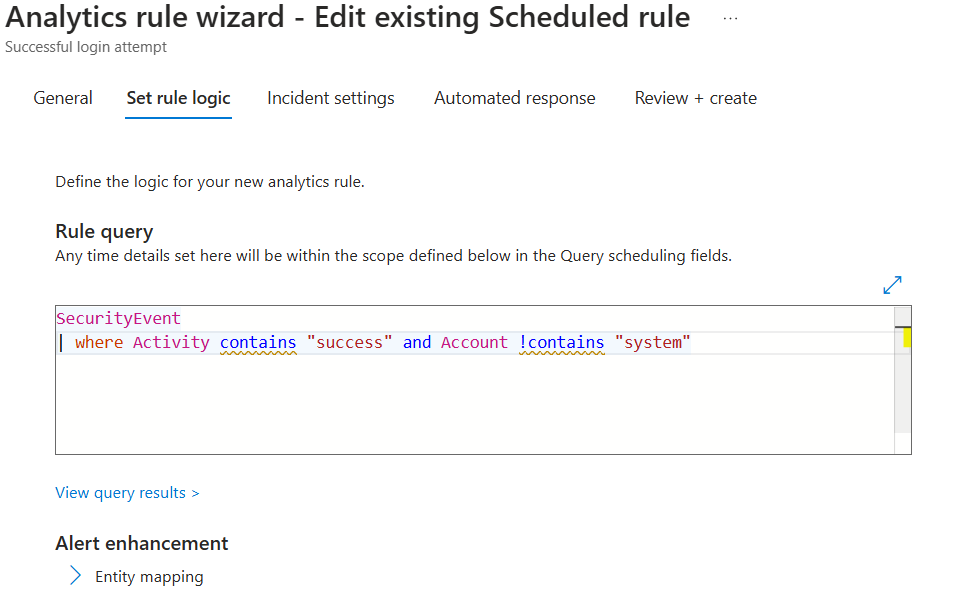 Analytics rule wizard - Edit existing Scheduled rule ...
Successful login attempt
General Set rule logic Incident settings Automated response Review + create
Define the logic for your new analytics rule.
Rule query
Any time details set here will be within the scope defined below in the Query scheduling fields.
SecurityEvent
| where Activity contains "success" and Account !contains "system"
View query results >
Alert enhancement
Entity mapping